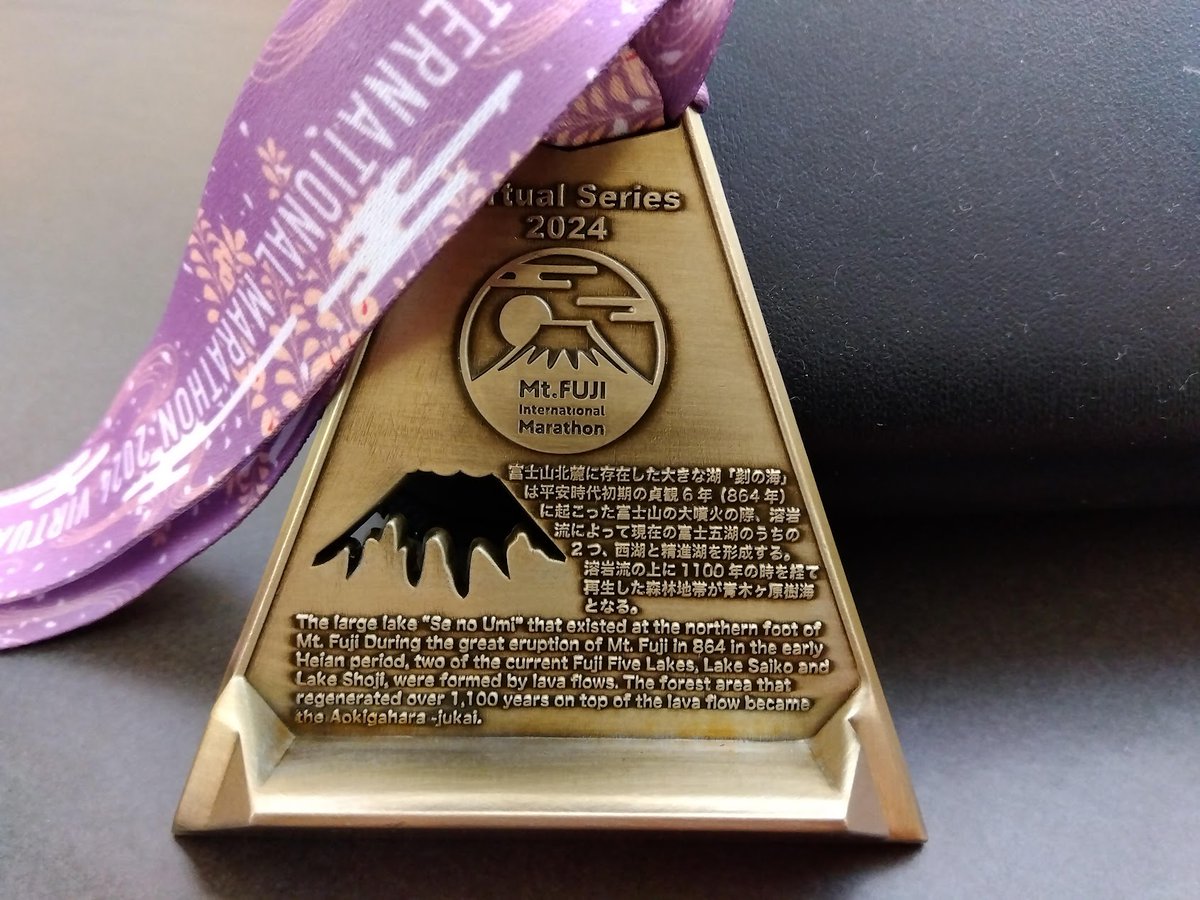 TERNATIONAL MARATHON 2024 VIRTUA
rtual Series
2024
Mt.FUJI
International
Marathon
富士山北麓に存在した大きな湖「剗の海」
は平安時代初期の貞観6年（864年）
に起こった富士山の大噴火の際、溶岩
流によって現在の富士五湖のうちの
2つ、西湖と精進湖を形成する。
溶岩流の上に1100年の時を経て
再生した森林地帯が青木ヶ原樹海
となる。
The large lake "Se no Umi" that existed at the northern foot of
Mt. Fuji During the great eruption of Mt. Fuji in 864 in the early
Heian period, two of the current Fuji Five Lakes, Lake Saiko and
Lake Shoji, were formed by lava flows. The forest area that
regenerated over 1,100 years on top of the lava flow became
the Aokigahara -jukai.